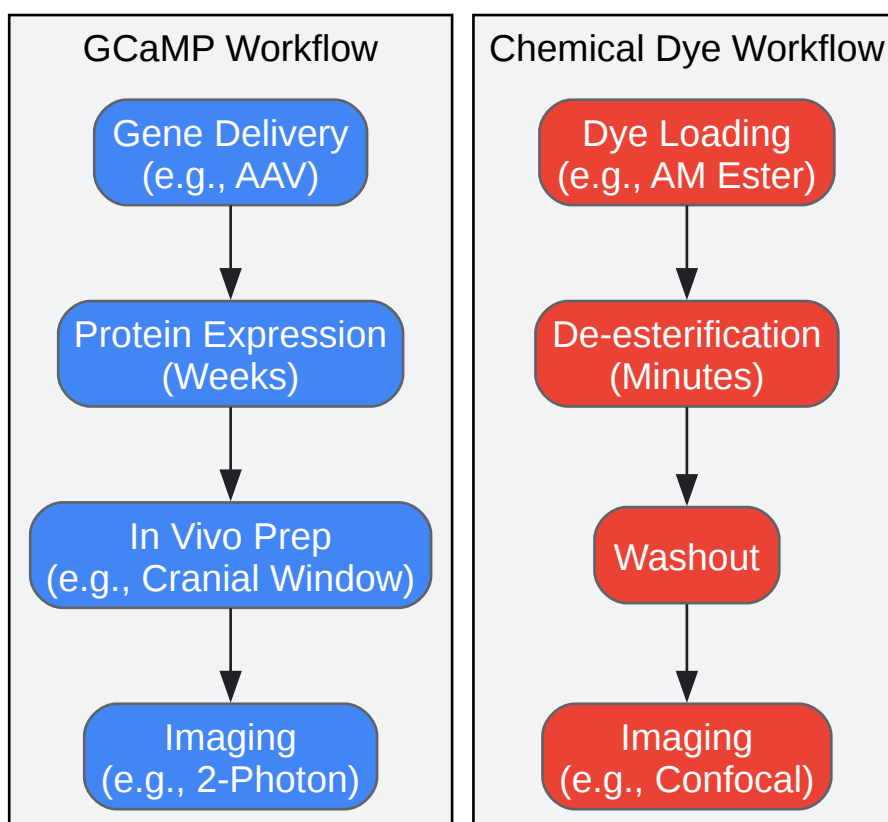 GCaMP Workflow
Gene Delivery
(e.g., AAV)
Protein Expression
(Weeks)
In Vivo Prep
(e.g., Cranial Window)
Imaging
(e.g., 2-Photon)
Chemical Dye Workflow
Dye Loading
(e.g., AM Ester)
De-esterification
(Minutes)
Washout
Imaging
(e.g., Confocal)